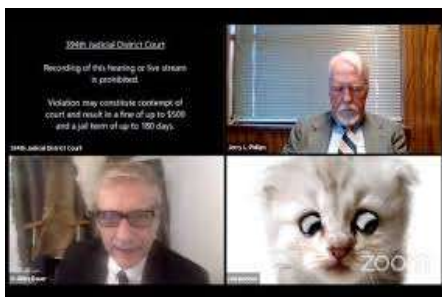 394th Judicial District Court
Recording of this hearing or live stream
is prohibited.
Violation may constitute contempt of
court and result in a fine of up to $500
and a jail term of up to 180 days.
394th Judicial District Court
Jerry L. Phillips
zoom